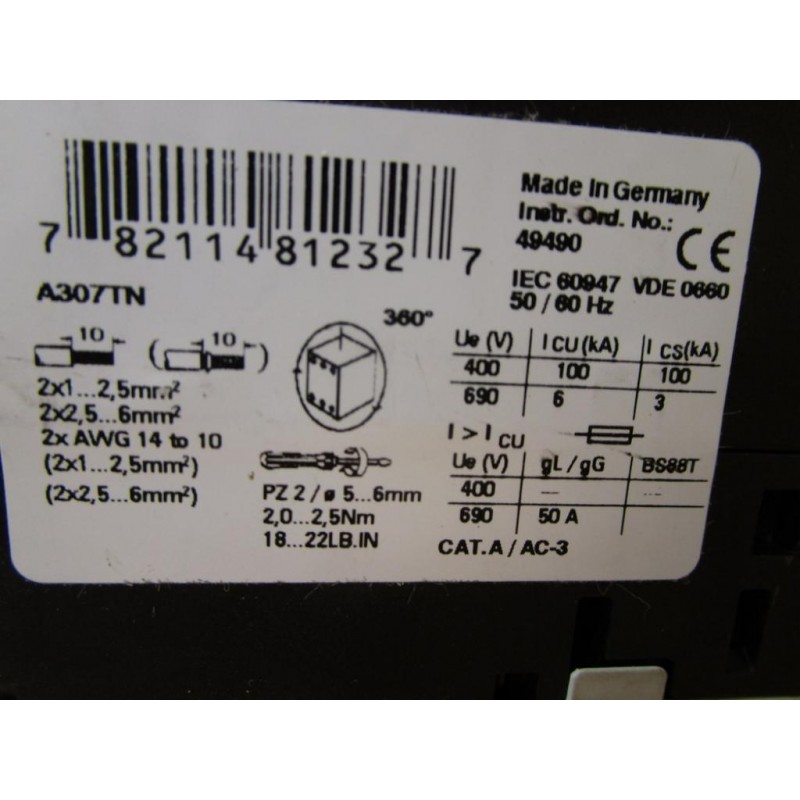 7 82114 81232 7
Made In Germany
Instr. Ord. No.:
49490
CE
IEC 60947 VDE 0660
50 / 60 Hz
A307TN
10 ( 10 )
2x1...2,5mm²
2x2,5...6mm²
2x AWG 14 to 10
(2x1...2,5mm²)
(2x2,5...6mm²)
360°
PZ 2 / ø 5...6mm
2,0...2,5Nm
18...22LB.IN
Ue (V) I CU(kA) I CS(kA)
400 100 100
690 6 3
I > I CU
Ue (V) gL / gG BS88T
400 --- ---
690 50 A
CAT.A / AC-3